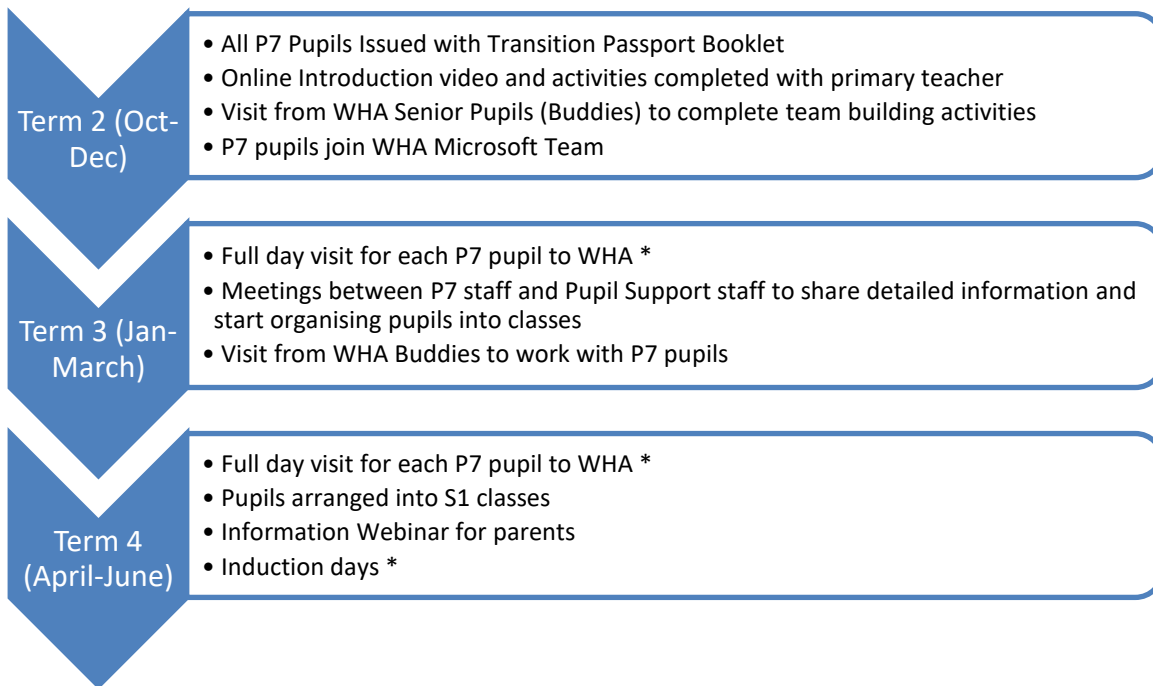 Term 2 (Oct-
Dec)
• All P7 Pupils Issued with Transition Passport Booklet
• Online Introduction video and activities completed with primary teacher
• Visit from WHA Senior Pupils (Buddies) to complete team building activities
• P7 pupils join WHA Microsoft Team
Term 3 (Jan-
March)
• Full day visit for each P7 pupil to WHA *
• Meetings between P7 staff and Pupil Support staff to share detailed information and
start organising pupils into classes
• Visit from WHA Buddies to work with P7 pupils
Term 4
(April-June)
• Full day visit for each P7 pupil to WHA *
• Pupils arranged into S1 classes
• Information Webinar for parents
• Induction days *